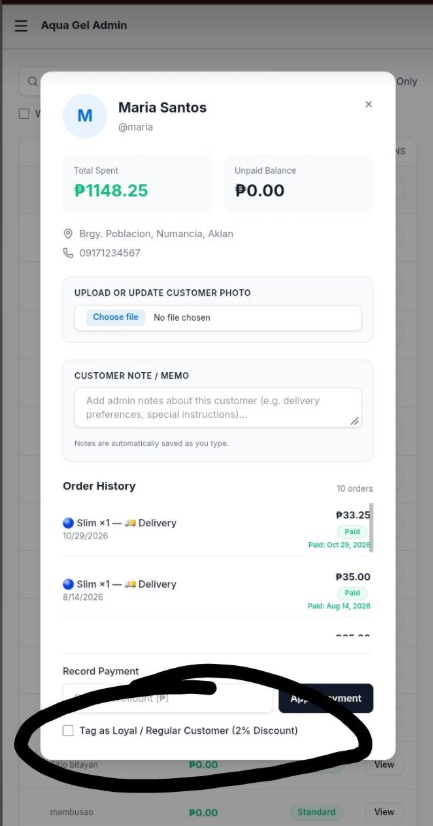 Aqua Gel Admin
Only
M
Maria Santos
@maria
×
Total Spent
₱1148.25
Unpaid Balance
₱0.00
Brgy. Poblacion, Numancia, Aklan
09171234567
UPLOAD OR UPDATE CUSTOMER PHOTO
Choose file No file chosen
CUSTOMER NOTE / MEMO
Add admin notes about this customer (e.g. delivery
preferences, special instructions)...
Notes are automatically saved as you type.
Order History
10 orders
Slim ×1 — Delivery
10/29/2026
₱33.25
Paid
Paid: Oct 29, 2026
Slim ×1 — Delivery
8/14/2026
₱35.00
Paid
Paid: Aug 14, 2026
Record Payment
(₱)
Tag as Loyal / Regular Customer (2% Discount)
₱0.00
View
mambusao
₱0.00
Standard
View